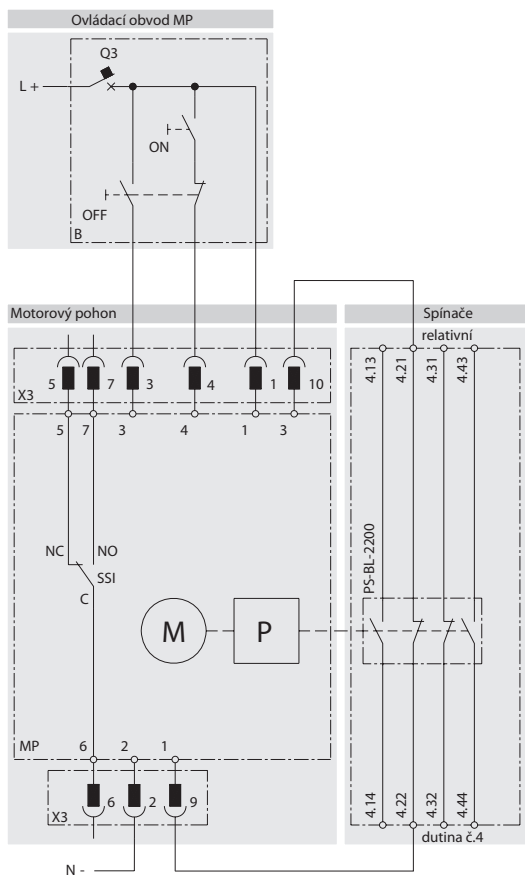 Ovládací obvod MP
Q3
L +
ON
OFF
B
Motorový pohon
Spínače
relativní
5 7 3 4 1 10
X3
4.13 4.21 4.31 4.43
5 7 3 4 1 3
PS-BL-2200
NC NO
SSI
C
M P
6 2 1
MP
6 2 9
X3
4.14 4.22 4.32 4.44
dutina č.4
N -